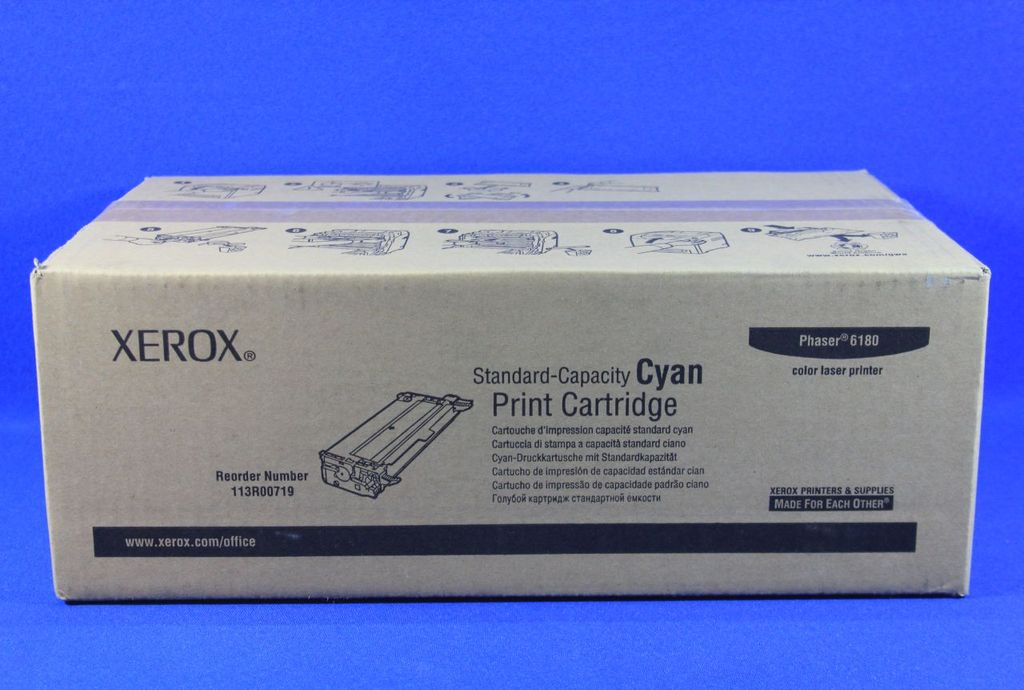 XEROX®
Phaser® 6180
color laser printer
Standard-Capacity Cyan
Print Cartridge
Cartouche d'impression capacité standard cyan
Cartuccia di stampa a capacità standard ciano
Cyan-Druckkartusche mit Standardkapazität
Cartucho de impresión de capacidad estándar cian
Cartucho de impressão de capacidade padrão ciano
Голубой картридж стандартной емкости
Reorder Number
113R00719
XEROX PRINTERS & SUPPLIES
MADE FOR EACH OTHER®
www.xerox.com/office